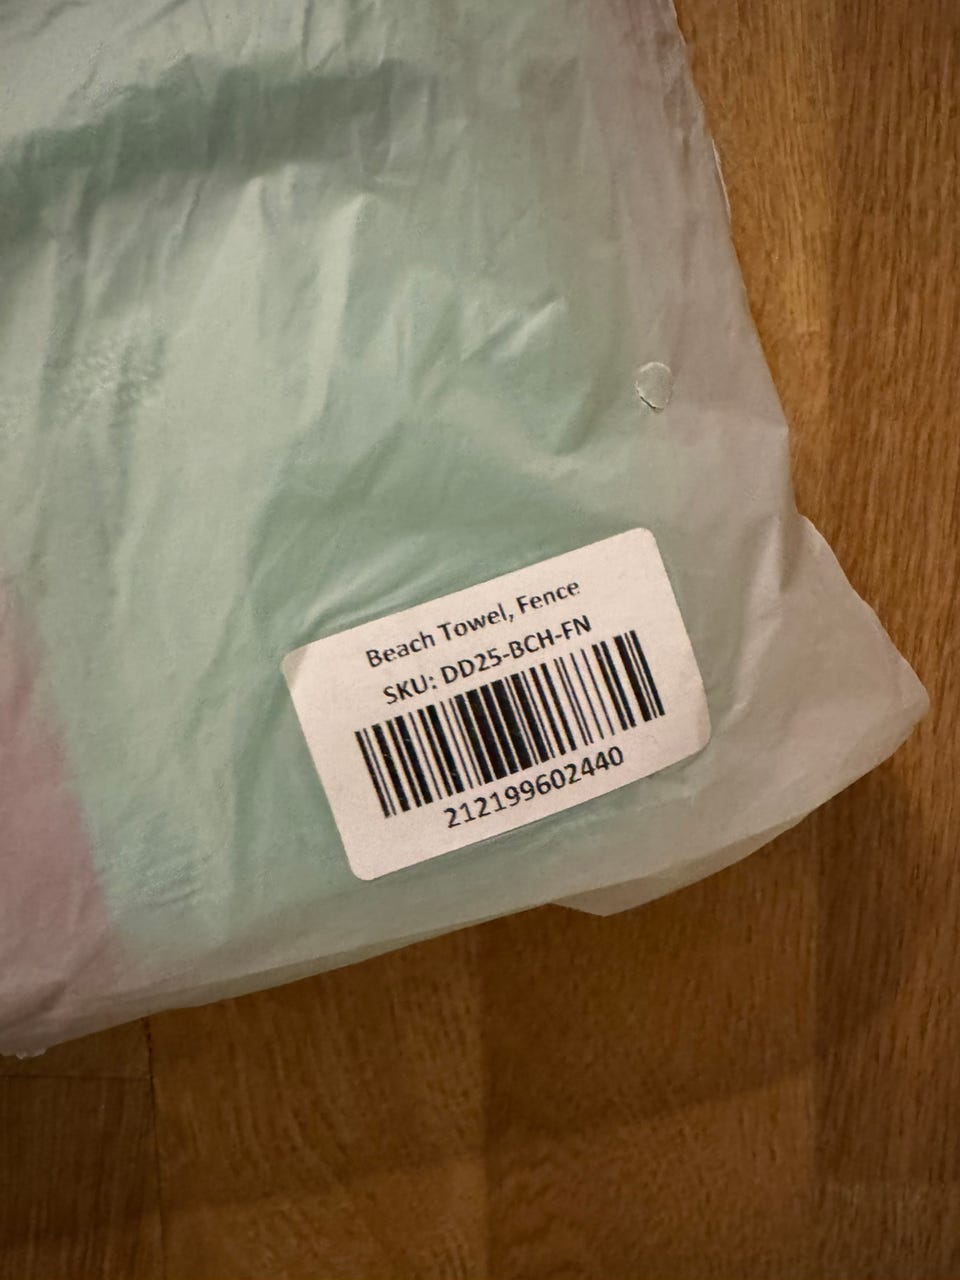 Beach Towel, Fence
SKU: DD25-BCH-FN
212199602440